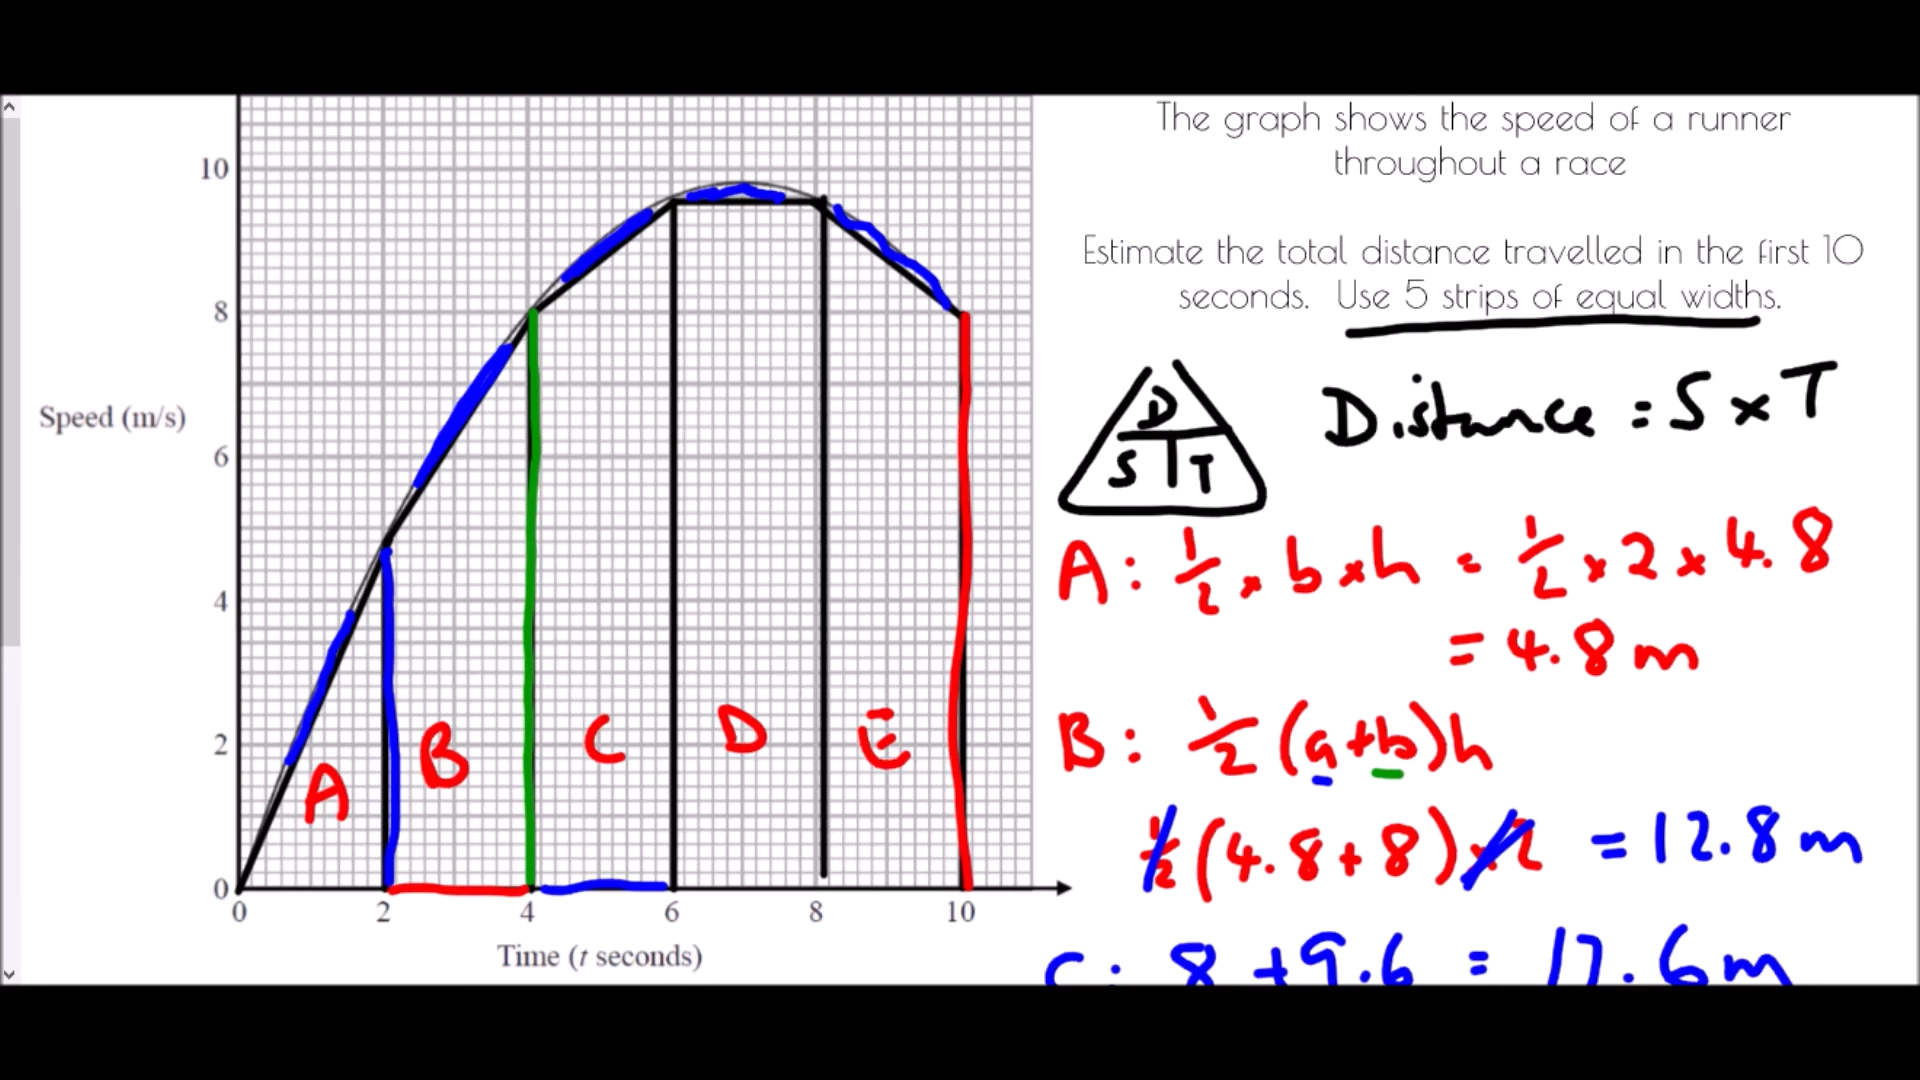 The graph shows the speed of a runner
throughout a race
Estimate the total distance travelled in the first 10
seconds. Use 5 strips of equal widths.
D
S T
Distance = S × T
A: 1/2 × b × h = 1/2 × 2 × 4.8
= 4.8m
B: 1/2 (a+b)h
1/2 (4.8+8) × 2 = 12.8m
C: 8 + 9.6 = 17.6m
10
8
Speed (m/s)
6
4
2
0
A B C D E
0 2 4 6 8 10
Time (t seconds)